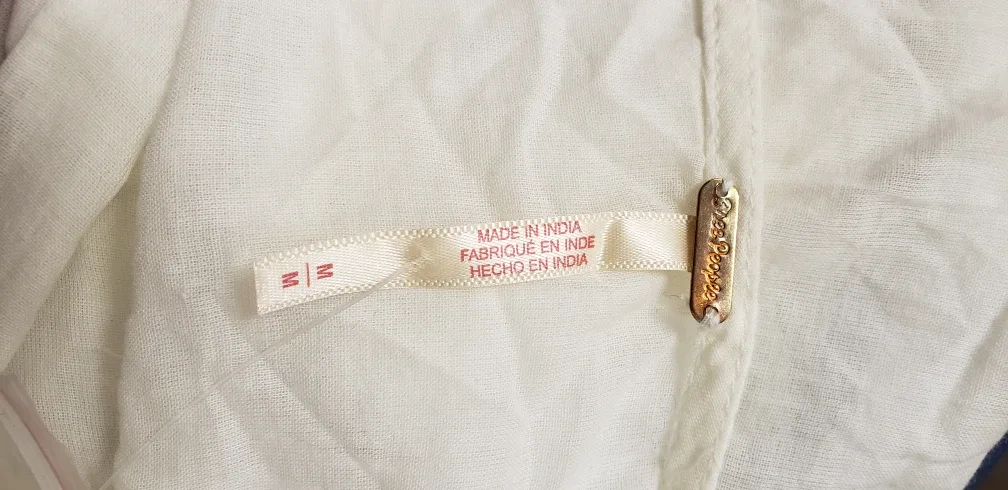 M | M
MADE IN INDIA
FABRIQUÉ EN INDE
HECHO EN INDIA
Free People